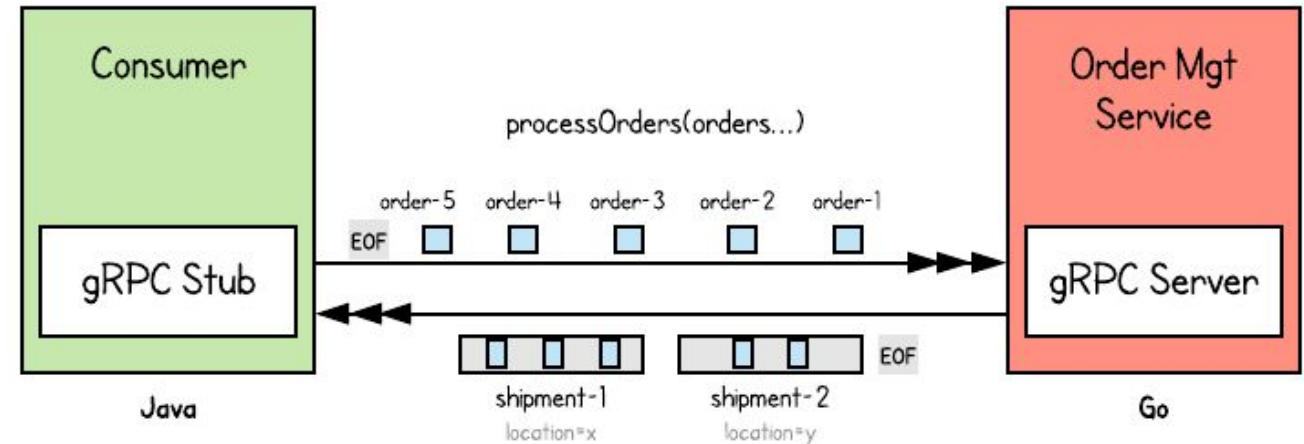 Consumer
Order Mgt
Service
processOrders(orders...)
order-5 order-4 order-3 order-2 order-1
EOF
gRPC Stub
gRPC Server
EOF
shipment-1 shipment-2
location=x location=y
Java
Go